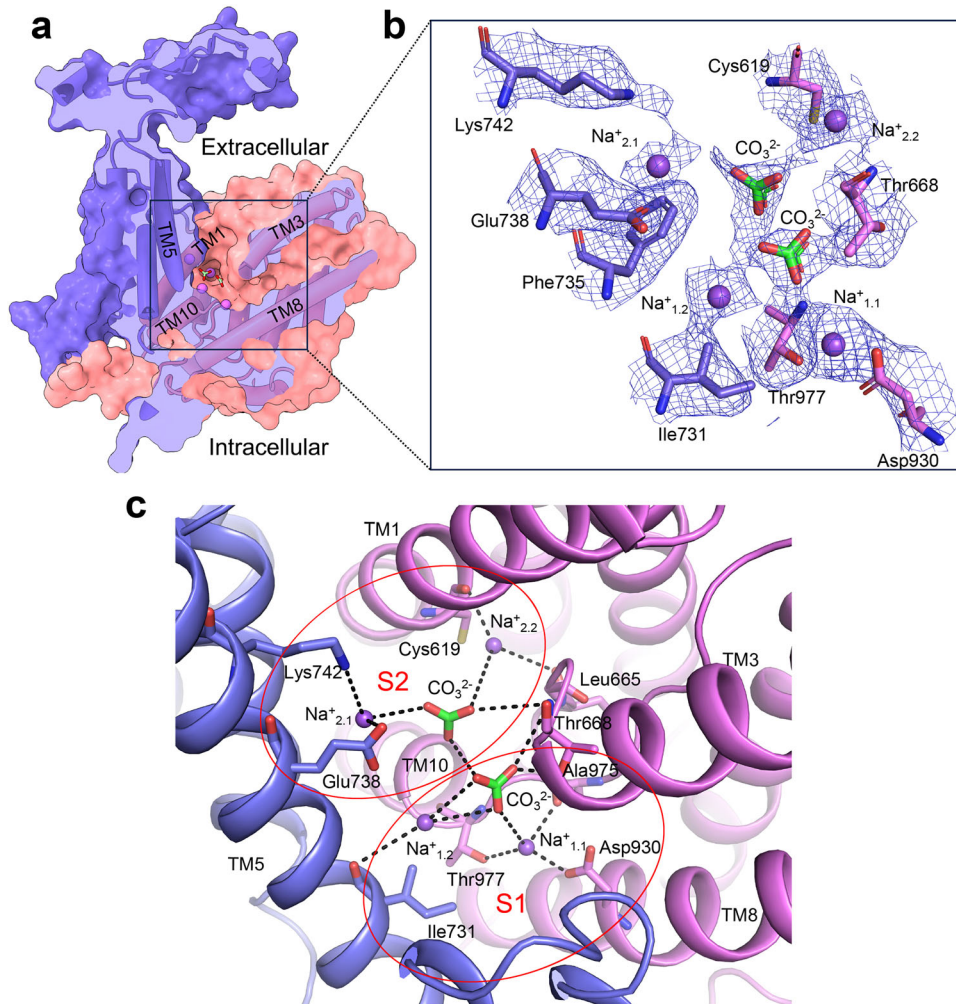 a
Extracellular
TM5
TM1
TM3
TM10
TM8
Intracellular
b
Cys619
Lys742
Na⁺2.1
CO₃²⁻
Na⁺2.2
Thr668
Glu738
CO₃²⁻
Phe735
Na⁺1.2
Na⁺1.1
Thr977
Ile731
Asp930
c
TM1
Na⁺2.2
Cys619
Lys742
S2
CO₃²⁻
Leu665
TM3
Na⁺2.1
Thr668
Glu738
TM10
Ala975
CO₃²⁻
Na⁺1.2
Na⁺1.1
Asp930
TM5
Thr977
S1
TM8
Ile731